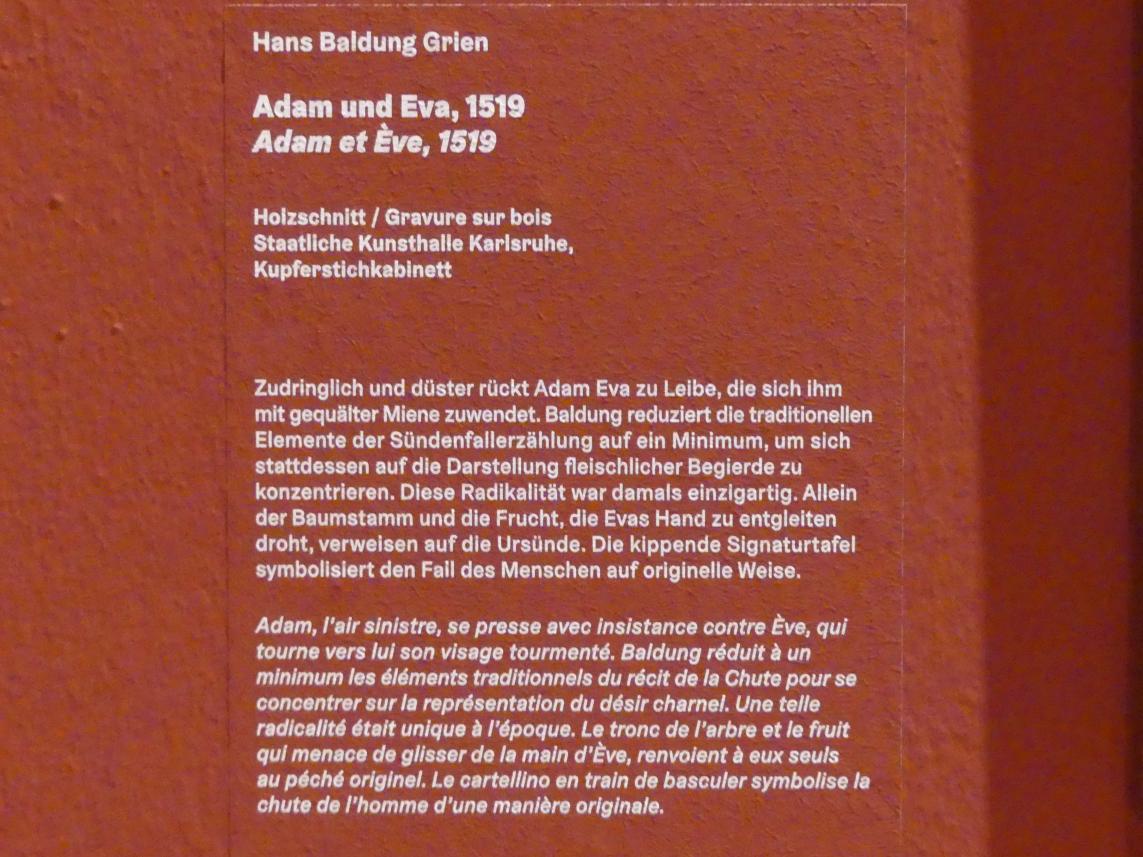 Hans Baldung Grien
Adam und Eva, 1519
Adam et Ève, 1519
Holzschnitt / Gravure sur bois
Staatliche Kunsthalle Karlsruhe,
Kupferstichkabinett
Zudringlich und düster rückt Adam Eva zu Leibe, die sich ihm
mit gequälter Miene zuwendet. Baldung reduziert die traditionellen
Elemente der Sündenfallerzählung auf ein Minimum, um sich
stattdessen auf die Darstellung fleischlicher Begierde zu
konzentrieren. Diese Radikalität war damals einzigartig. Allein
der Baumstamm und die Frucht, die Evas Hand zu entgleiten
droht, verweisen auf die Ursünde. Die kippende Signaturtafel
symbolisiert den Fall des Menschen auf originelle Weise.
Adam, l'air sinistre, se presse avec insistance contre Ève, qui
tourne vers lui son visage tourmenté. Baldung réduit à un
minimum les éléments traditionnels du récit de la Chute pour se
concentrer sur la représentation du désir charnel. Une telle
radicalité était unique à l'époque. Le tronc de l'arbre et le fruit
qui menace de glisser de la main d'Ève, renvoient à eux seuls
au péché originel. Le cartellino en train de basculer symbolise la
chute de l'homme d'une manière originale.